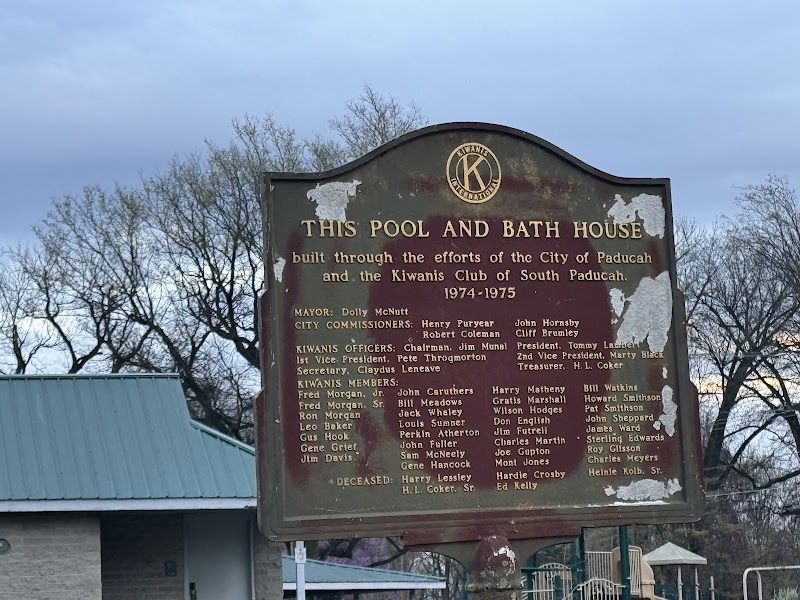 KIWANIS
K
INTERNATIONAL
THIS POOL AND BATH HOUSE
built through the efforts of the City of Paducah
and the Kiwanis Club of South Paducah.
1974-1975
MAYOR: Dolly McNutt
CITY COMMISSIONERS: Henry Puryear John Hornsby
Robert Coleman Cliff Brumley
KIWANIS OFFICERS: Chairman, Jim Munal President, Tommy Lambert
1st Vice President, Pete Throgmorton 2nd Vice President, Marty Black
Secretary, Claydus Leneave Treasurer, H.L. Coker
KIWANIS MEMBERS:
Fred Morgan, Jr. John Caruthers Harry Matheny Bill Watkins
Fred Morgan, Sr. Bill Meadows Gratis Marshall Howard Smithson
Ron Morgan Jack Whaley Wilson Hodges Pat Smithson
Leo Baker Louis Sumner Don English John Sheppard
Gus Hook Perkin Atherton Jim Futrell James Ward
Gene Grief John Fuller Charles Martin Sterling Edwards
Jim Davis Sam McNeely Joe Gupton Roy Glisson
Gene Hancock Mont Jones Charles Meyers
DECEASED: Harry Lessley Hardie Crosby Heinie Kolb, Sr.
H.L. Coker, Sr. Ed Kelly